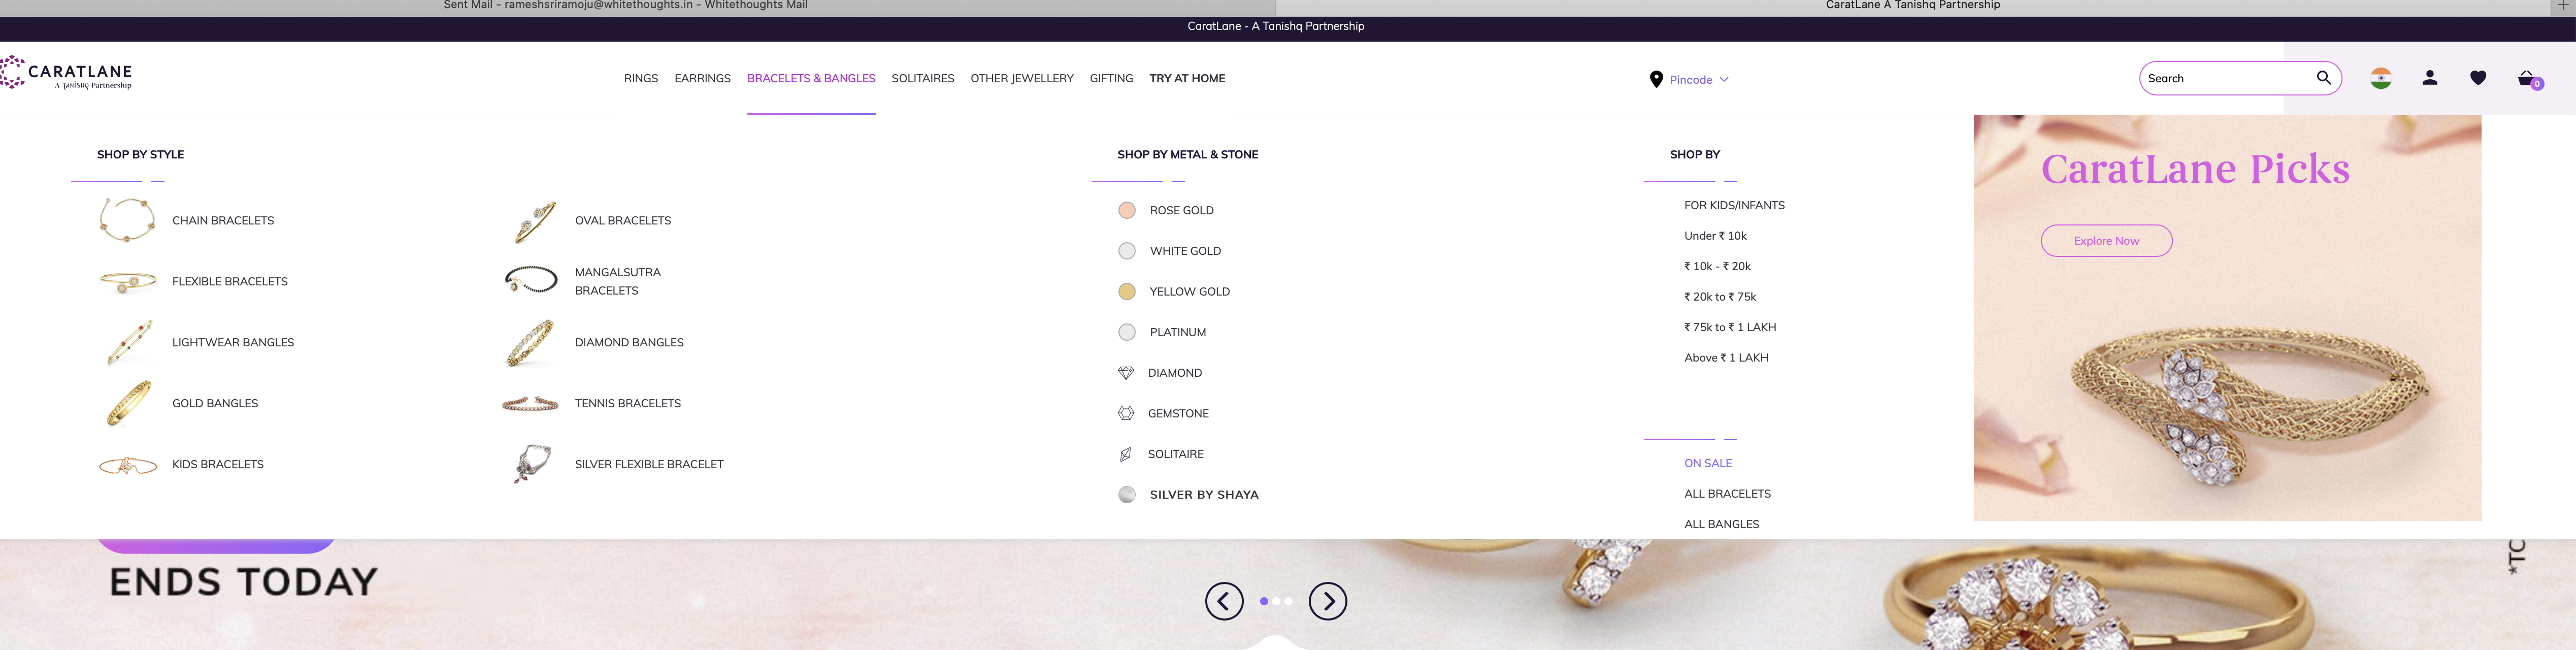 Sent Mail - rameshsriramoju@whitethoughts.in - Whitethoughts Mail
CaratLane A Tanishq Partnership
CaratLane - A Tanishq Partnership
CARATLANE
A TANISHQ Partnership
RINGS
EARRINGS
BRACELETS & BANGLES
SOLITAIRES
OTHER JEWELLERY
GIFTING
TRY AT HOME
Pincode
Search
0
SHOP BY STYLE
CHAIN BRACELETS
FLEXIBLE BRACELETS
LIGHTWEAR BANGLES
GOLD BANGLES
KIDS BRACELETS
OVAL BRACELETS
MANGALSUTRA
BRACELETS
DIAMOND BANGLES
TENNIS BRACELETS
SILVER FLEXIBLE BRACELET
SHOP BY METAL & STONE
ROSE GOLD
WHITE GOLD
YELLOW GOLD
PLATINUM
DIAMOND
GEMSTONE
SOLITAIRE
SILVER BY SHAYA
SHOP BY
FOR KIDS/INFANTS
Under ₹ 10k
₹ 10k - ₹ 20k
₹ 20k to ₹ 75k
₹ 75k to ₹ 1 LAKH
Above ₹ 1 LAKH
ON SALE
ALL BRACELETS
ALL BANGLES
CaratLane Picks
Explore Now
ENDS TODAY
*TC